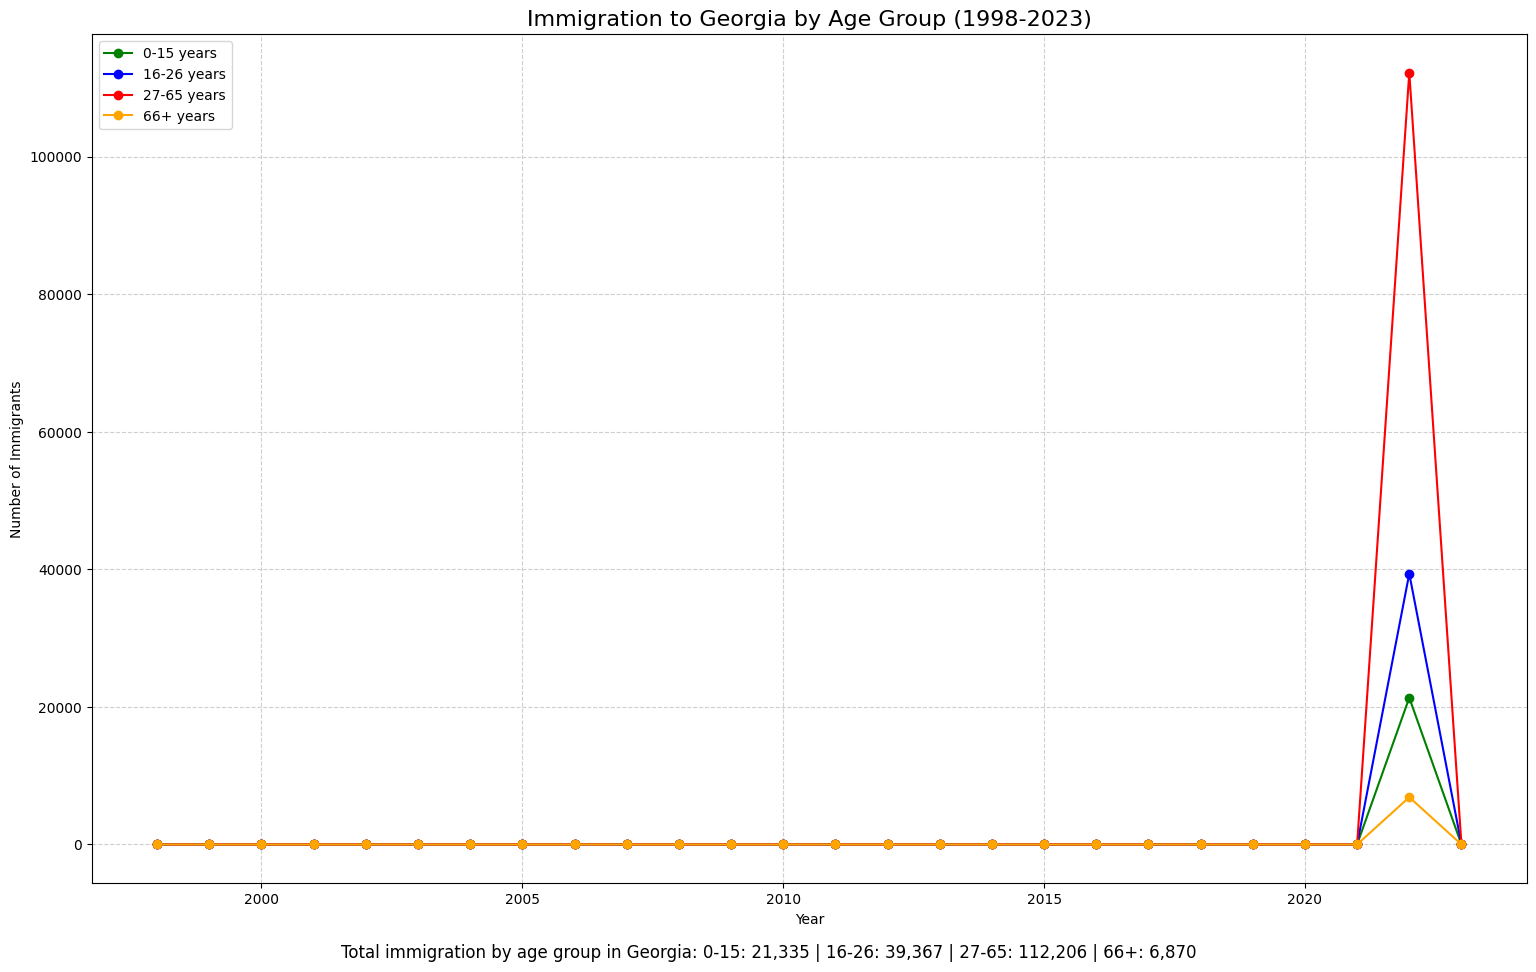 Immigration to Georgia by Age Group (1998-2023)
0-15 years
16-26 years
27-65 years
66+ years
Number of Immigrants
100000
80000
60000
40000
20000
0
2000 2005 2010 2015 2020
Year
Total immigration by age group in Georgia: 0-15: 21,335 | 16-26: 39,367 | 27-65: 112,206 | 66+: 6,870